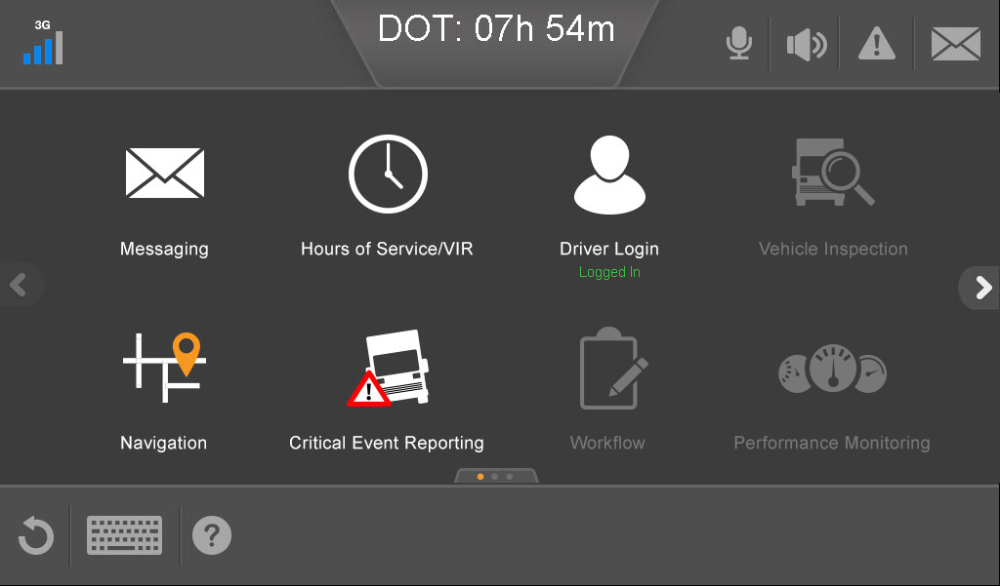 3G
DOT: 07h 54m
Messaging
Hours of Service/VIR
Driver Login
Logged In
Vehicle Inspection
Navigation
Critical Event Reporting
Workflow
Performance Monitoring